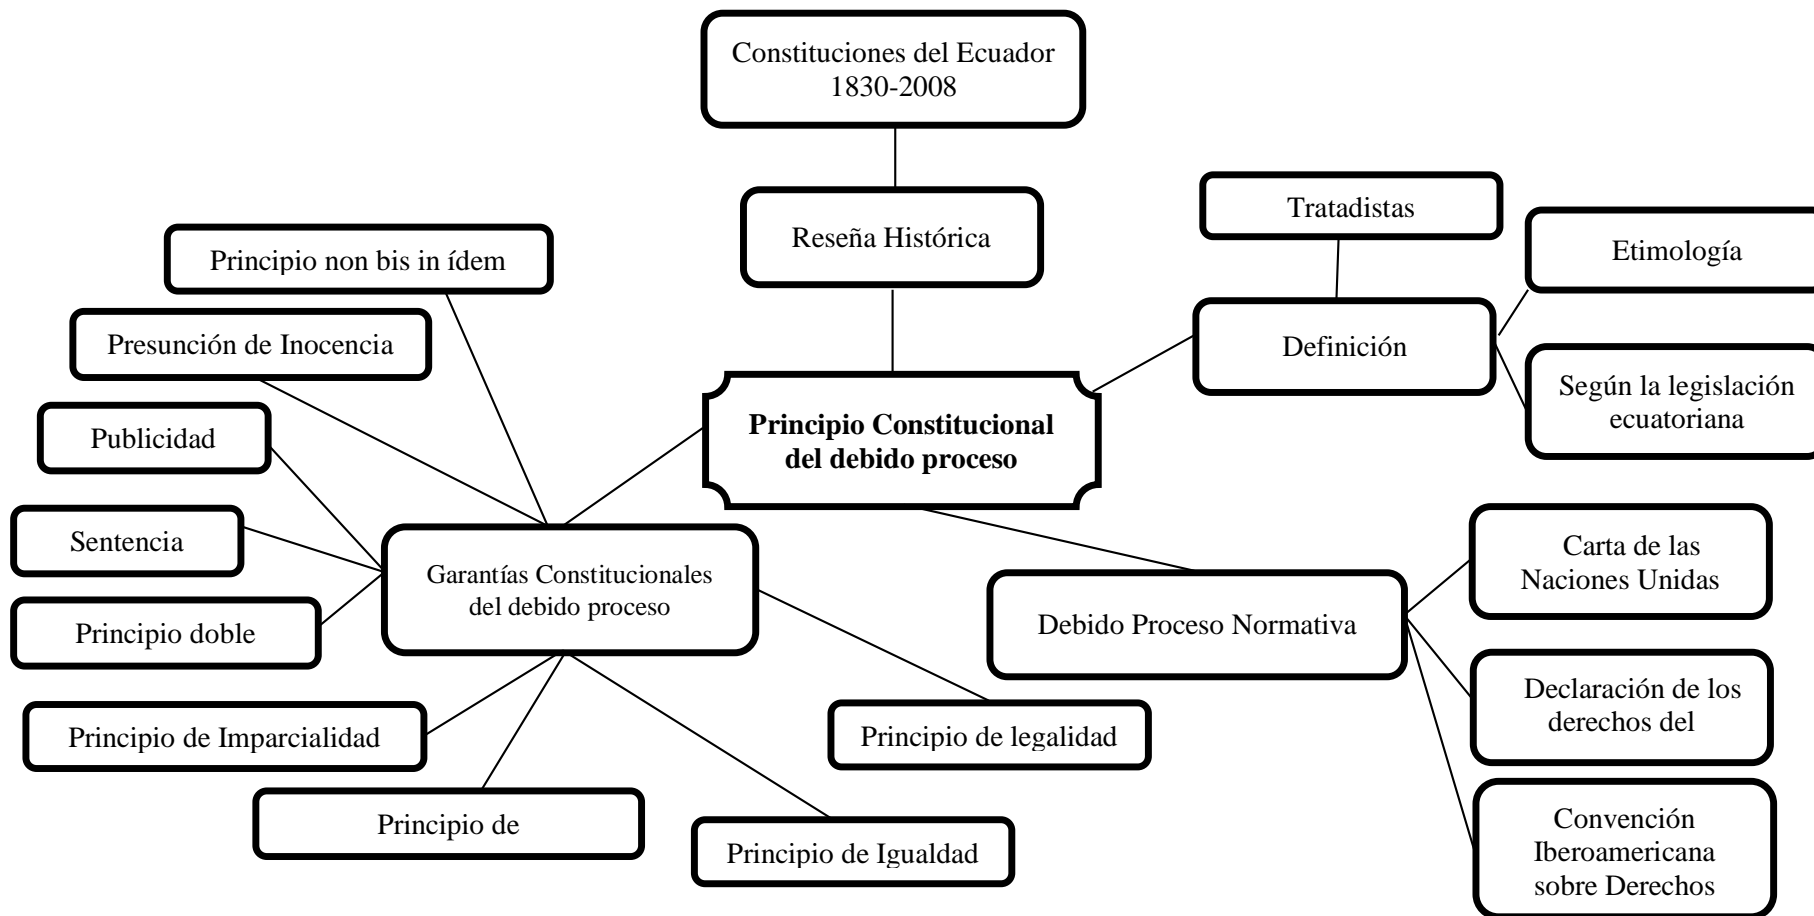 Constituciones del Ecuador
1830-2008
Reseña Histórica
Tratadistas
Etimología
Definición
Según la legislación
ecuatoriana
Principio non bis in ídem
Presunción de Inocencia
Publicidad
Sentencia
Principio doble
Principio Constitucional
del debido proceso
Garantías Constitucionales
del debido proceso
Debido Proceso Normativa
Carta de las
Naciones Unidas
Declaración de los
derechos del
Convención
Iberoamericana
sobre Derechos
Principio de Imparcialidad
Principio de
Principio de Igualdad
Principio de legalidad